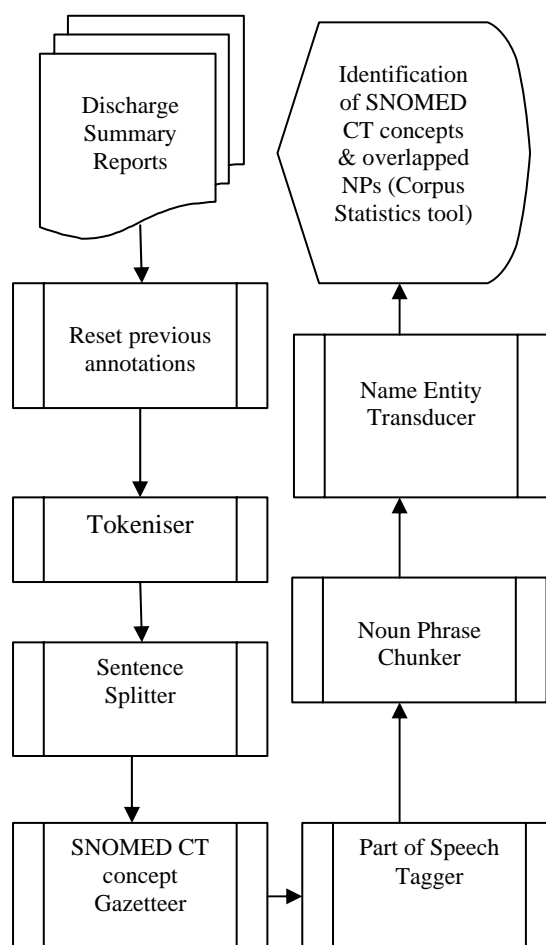 Discharge
Summary
Reports
Reset previous
annotations
Tokeniser
Sentence
Splitter
SNOMED CT
concept
Gazetteer
Part of Speech
Tagger
Noun Phrase
Chunker
Name Entity
Transducer
Identification
of SNOMED
CT concepts
& overlapped
NPs (Corpus
Statistics tool)